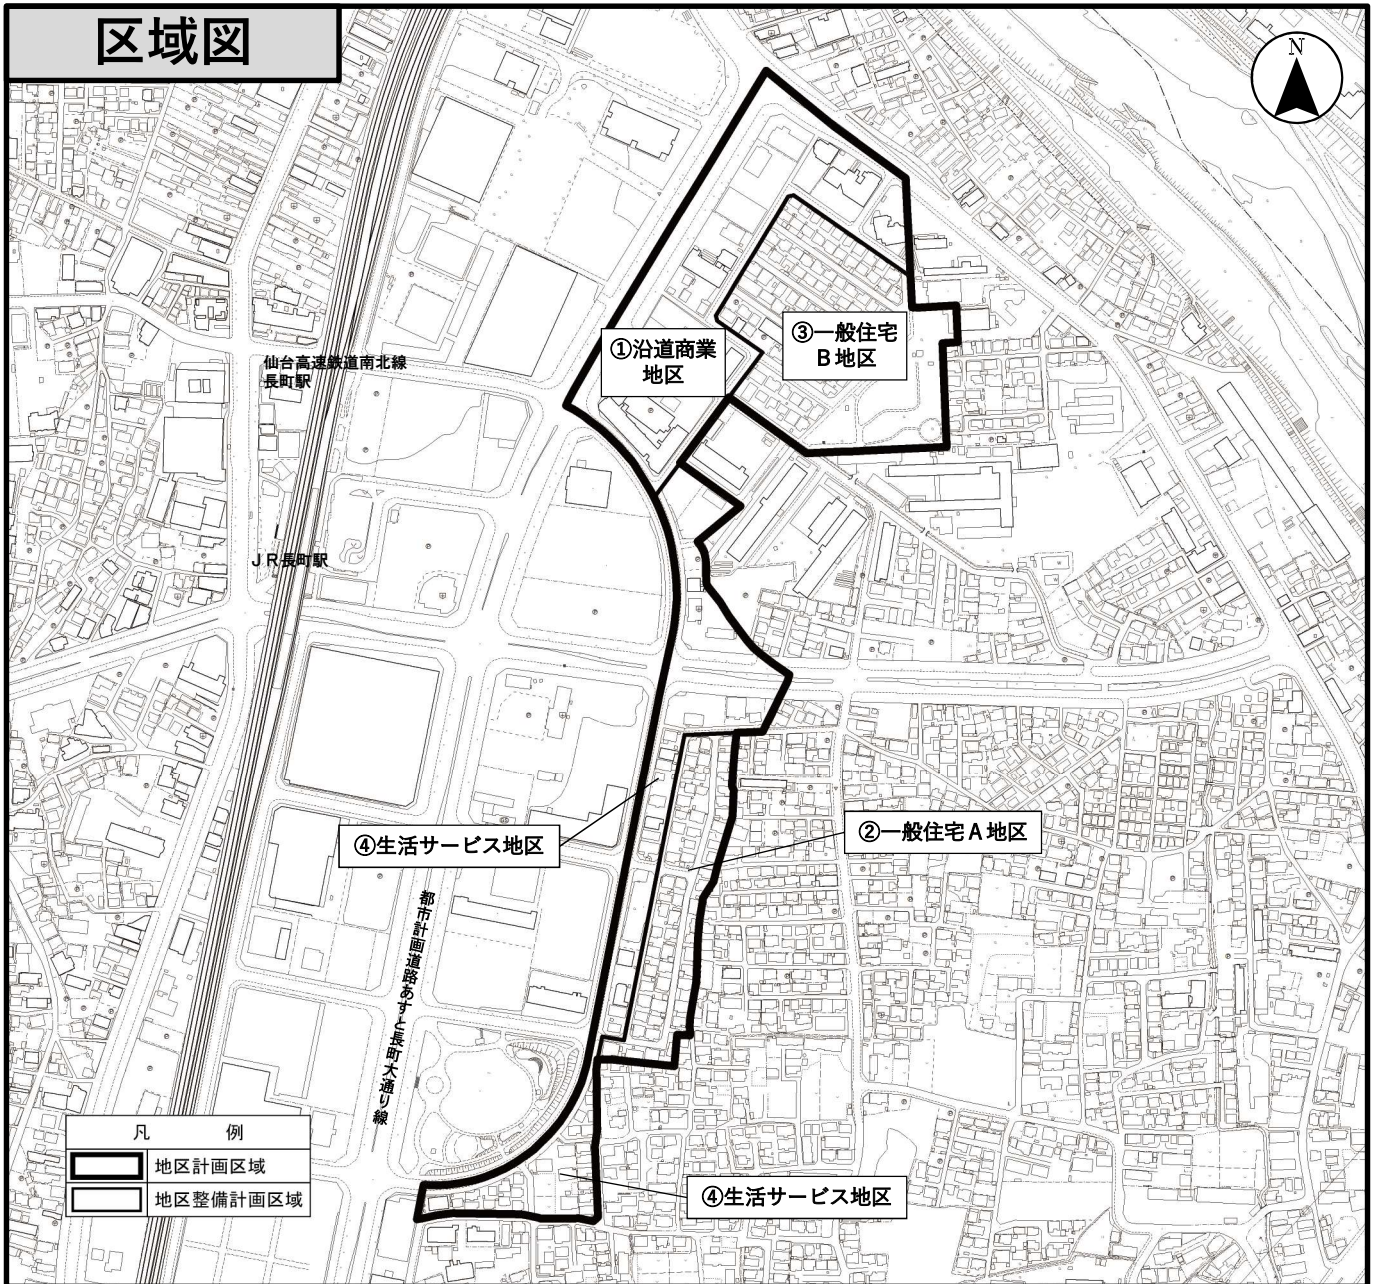 区域図
N
③一般住宅
B地区
①沿道商業
地区
仙台高速鉄道南北線
長町駅
JR長町駅
④生活サービス地区
②一般住宅A地区
都市計画道路あすと長町大通り線
凡 例
地区計画区域
地区整備計画区域
④生活サービス地区